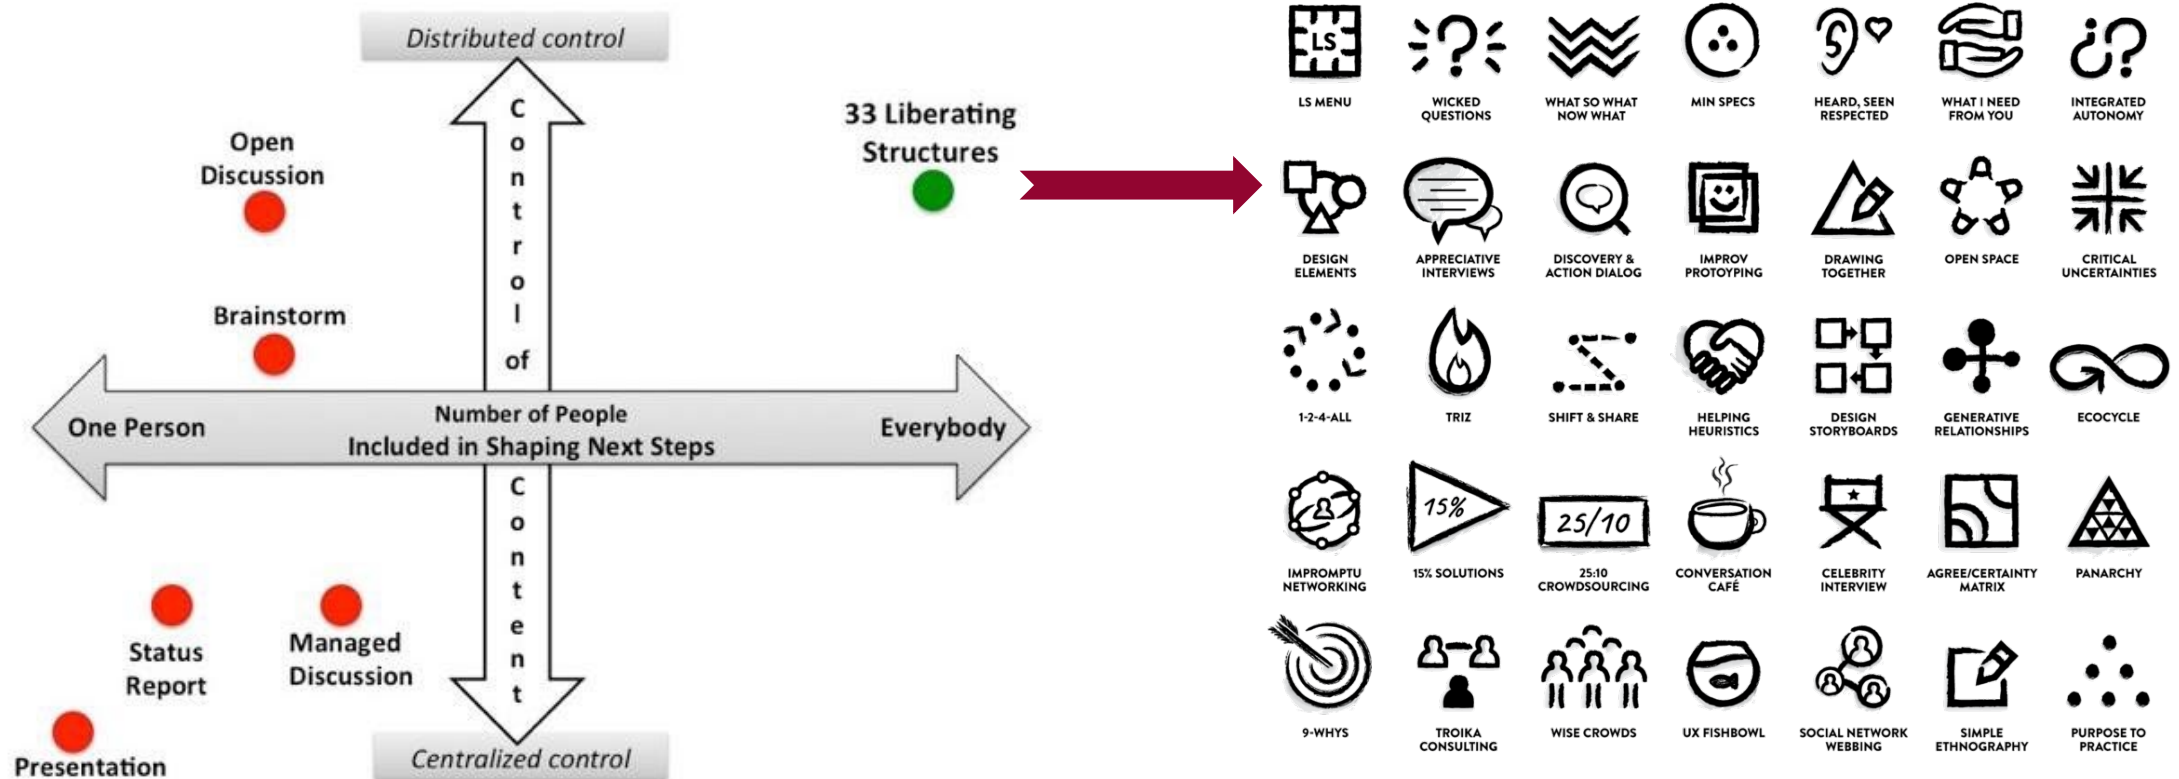 Distributed control
Control of Content
33 Liberating
Structures
Open
Discussion
Brainstorm
One Person
Number of People
Included in Shaping Next Steps
Everybody
Status
Report
Managed
Discussion
Presentation
Centralized control
LS
LS MENU
WICKED
QUESTIONS
WHAT SO WHAT
NOW WHAT
MIN SPECS
HEARD, SEEN
RESPECTED
WHAT I NEED
FROM YOU
INTEGRATED
AUTONOMY
DESIGN
ELEMENTS
APPRECIATIVE
INTERVIEWS
DISCOVERY &
ACTION DIALOG
IMPROV
PROTOYPING
DRAWING
TOGETHER
OPEN SPACE
CRITICAL
UNCERTAINTIES
1-2-4-ALL
TRIZ
SHIFT & SHARE
HELPING
HEURISTICS
DESIGN
STORYBOARDS
GENERATIVE
RELATIONSHIPS
ECOCYCLE
15%
25/10
IMPROMPTU
NETWORKING
15% SOLUTIONS
25:10
CROWDSOURCING
CONVERSATION
CAFÉ
CELEBRITY
INTERVIEW
AGREE/CERTAINTY
MATRIX
PANARCHY
9-WHYS
TROIKA
CONSULTING
WISE CROWDS
UX FISHBOWL
SOCIAL NETWORK
WEBBING
SIMPLE
ETHNOGRAPHY
PURPOSE TO
PRACTICE